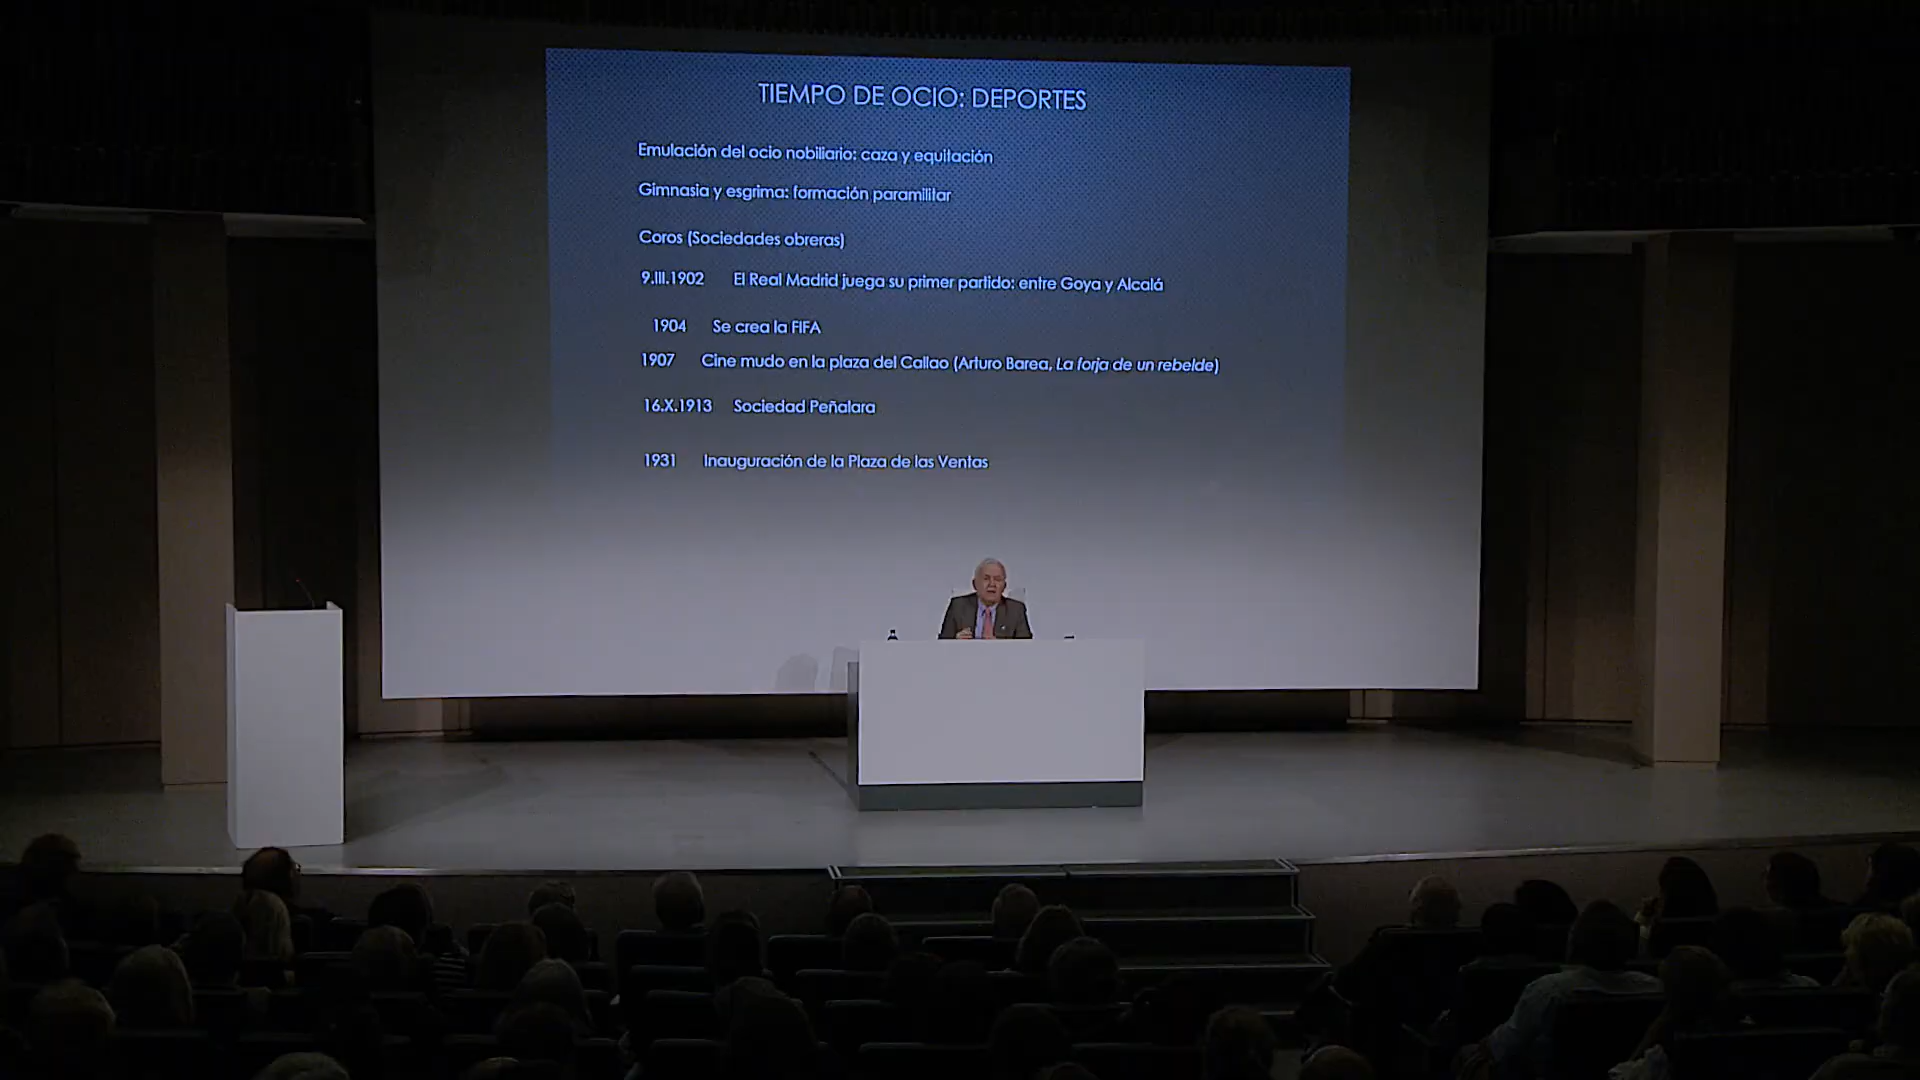 TIEMPO DE OCIO: DEPORTES
Emulación del ocio nobiliario: caza y equitación
Gimnasia y esgrima: formación paramilitar
Coros (Sociedades obreras)
9.III.1902 El Real Madrid juega su primer partido: entre Goya y Alcalá
1904 Se crea la FIFA
1907 Cine mudo en la plaza del Callao (Arturo Barea, La forja de un rebelde)
16.X.1913 Sociedad Peñalara
1931 Inauguración de la Plaza de las Ventas